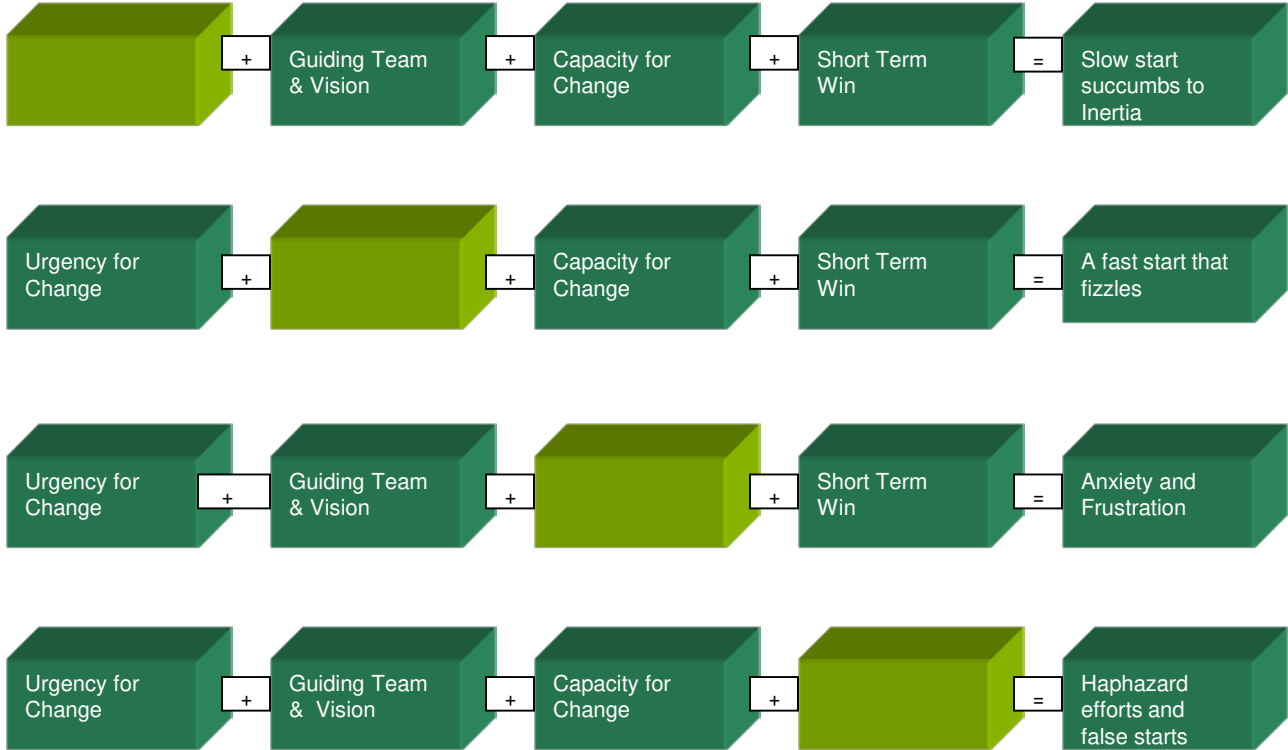 +
Guiding Team
& Vision
+
Capacity for
Change
+
Short Term
Win
=
Slow start
succumbs to
Inertia
Urgency for
Change
+
+
Capacity for
Change
+
Short Term
Win
=
A fast start that
fizzles
Urgency for
Change
+
Guiding Team
& Vision
+
+
Short Term
Win
=
Anxiety and
Frustration
Urgency for
Change
+
Guiding Team
& Vision
+
Capacity for
Change
+
=
Haphazard
efforts and
false starts